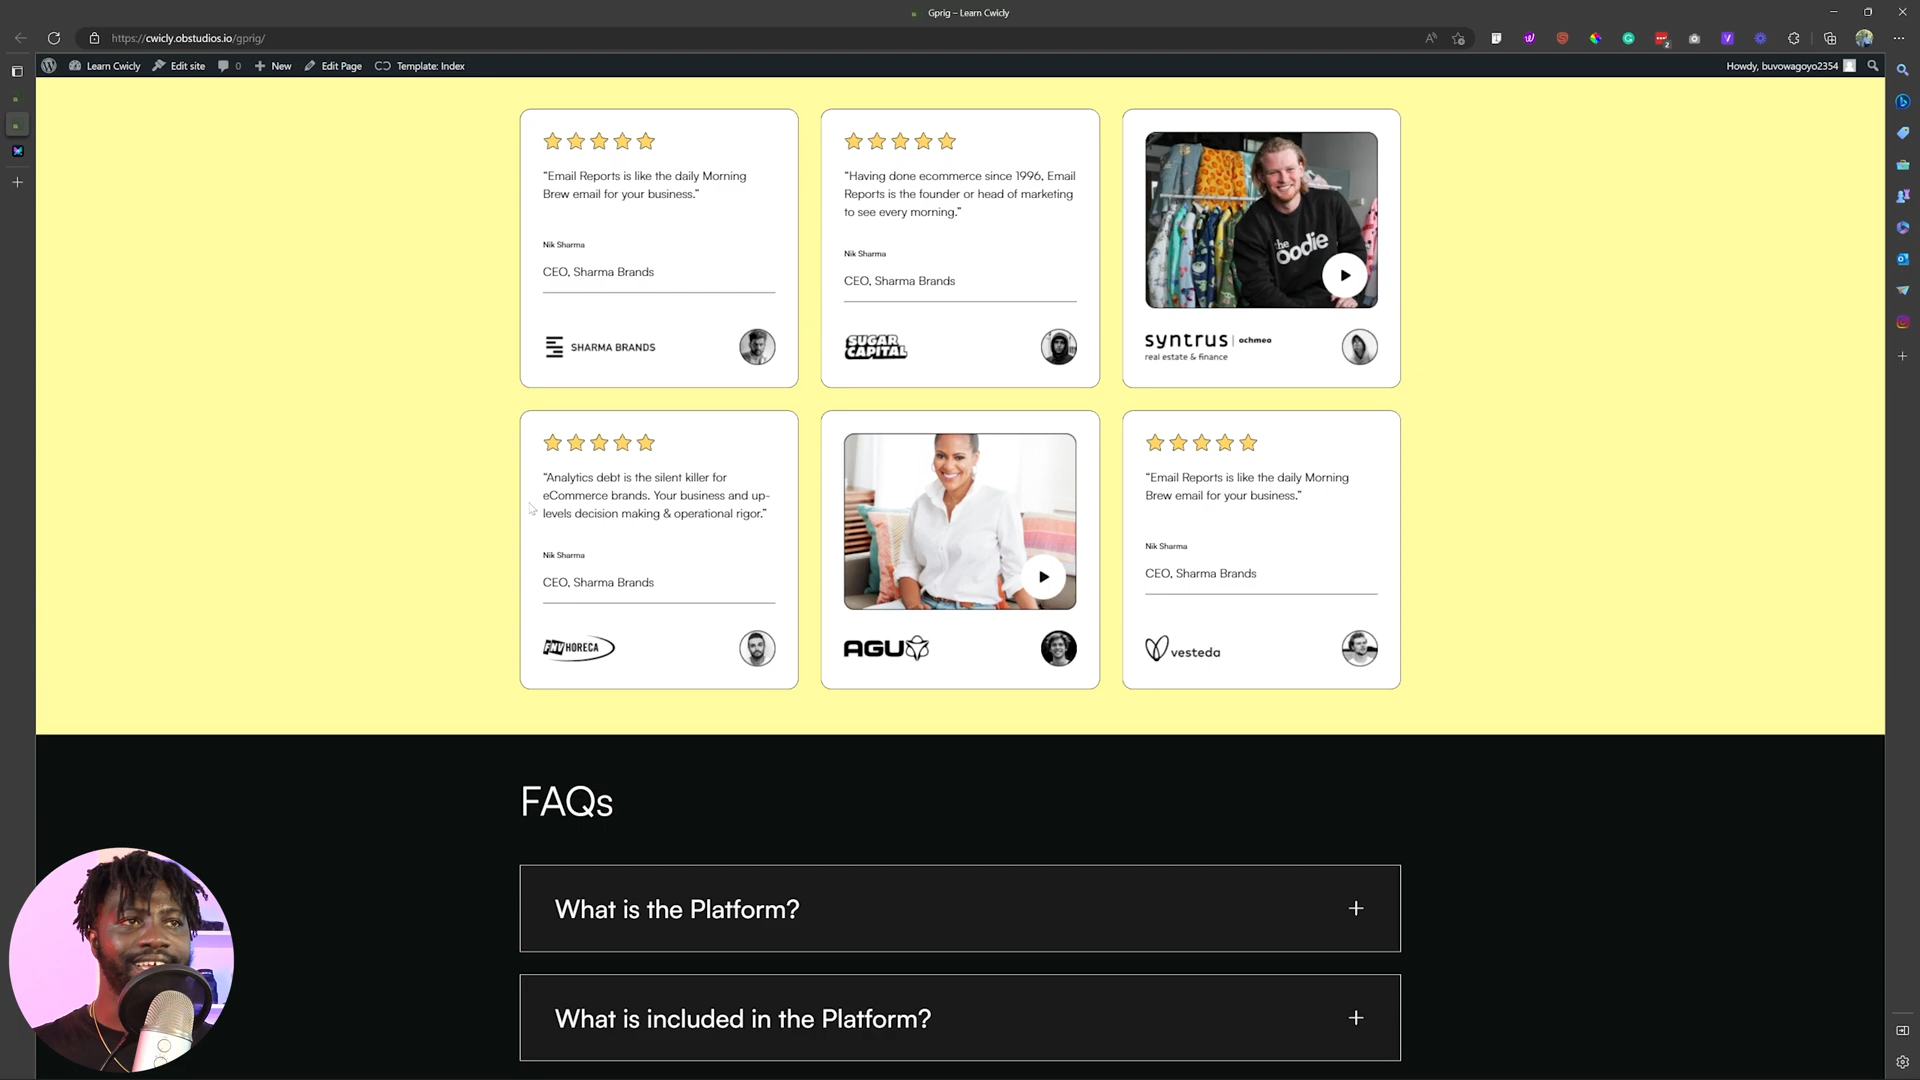 Gprig – Learn Cwicly
https://cwicly.obstudios.io/gprig/
Learn Cwicly
Edit site
0
New
Edit Page
Template: Index
Howdy, buvowagoyo2354
“Email Reports is like the daily Morning
Brew email for your business.”
Nik Sharma
CEO, Sharma Brands
SHARMA BRANDS
“Having done ecommerce since 1996, Email
Reports is the founder or head of marketing
to see every morning.”
Nik Sharma
CEO, Sharma Brands
SUGAR
CAPITAL
the
oodie
syntrus | achmea
real estate & finance
“Analytics debt is the silent killer for
eCommerce brands. Your business and up-
levels decision making & operational rigor.”
Nik Sharma
CEO, Sharma Brands
FNV HORECA
AGU
“Email Reports is like the daily Morning
Brew email for your business.”
Nik Sharma
CEO, Sharma Brands
vesteda
FAQs
What is the Platform?
What is included in the Platform?